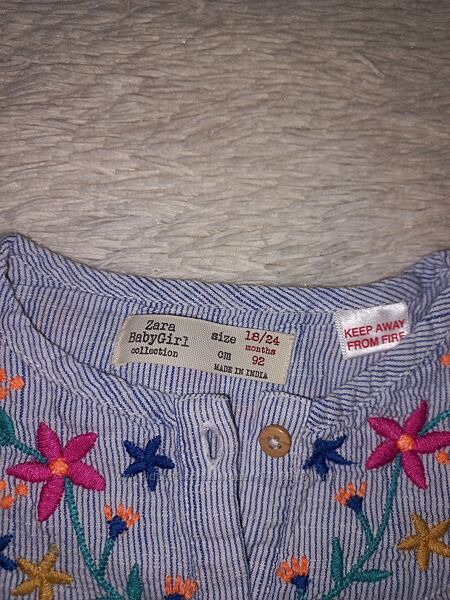 Zara
BabyGirl
collection
size 18/24
months
cm 92
MADE IN INDIA
KEEP AWAY
FROM FIRE